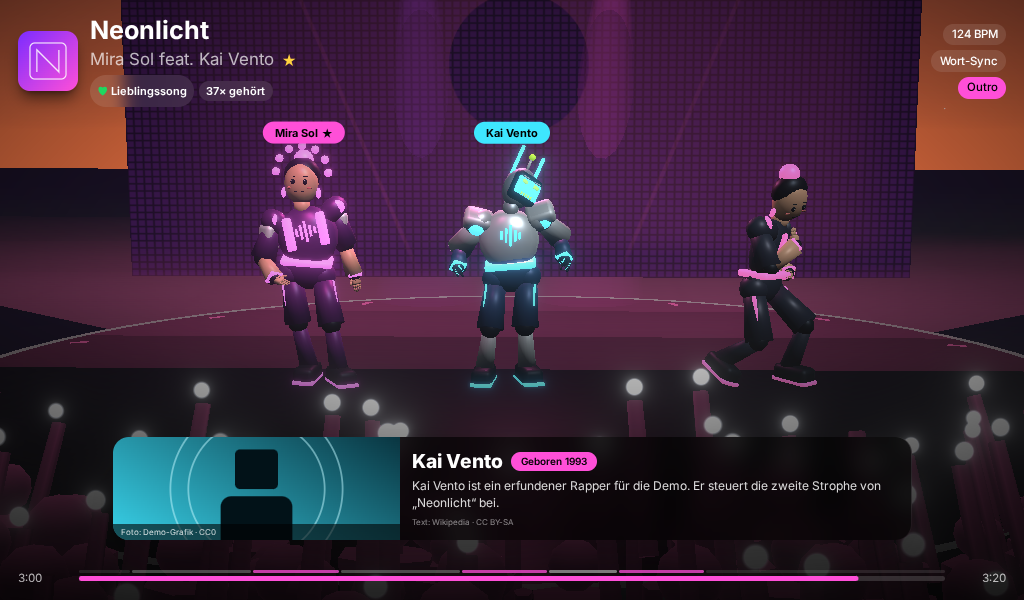 Neonlicht
Mira Sol feat. Kai Vento ★
Lieblingssong
37× gehört
124 BPM
Wort-Sync
Outro
Mira Sol ★
Kai Vento
Kai Vento
Geboren 1993
Kai Vento ist ein erfundener Rapper für die Demo. Er steuert die zweite Strophe von
„Neonlicht“ bei.
Text: Wikipedia · CC BY-SA
Foto: Demo-Grafik · CC0
3:00
3:20